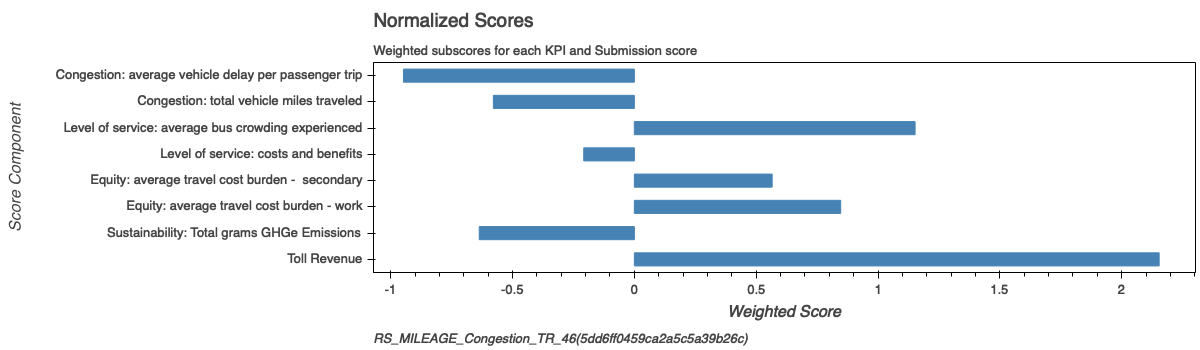 Normalized Scores
Weighted subscores for each KPI and Submission score
Score Component
Congestion: average vehicle delay per passenger trip
Congestion: total vehicle miles traveled
Level of service: average bus crowding experienced
Level of service: costs and benefits
Equity: average travel cost burden -  secondary
Equity: average travel cost burden - work
Sustainability: Total grams GHGe Emissions
Toll Revenue
-1 -0.5 0 0.5 1 1.5 2
Weighted Score
RS_MILEAGE_Congestion_TR_46(5dd6ff0459ca2a5c5a39b26c)